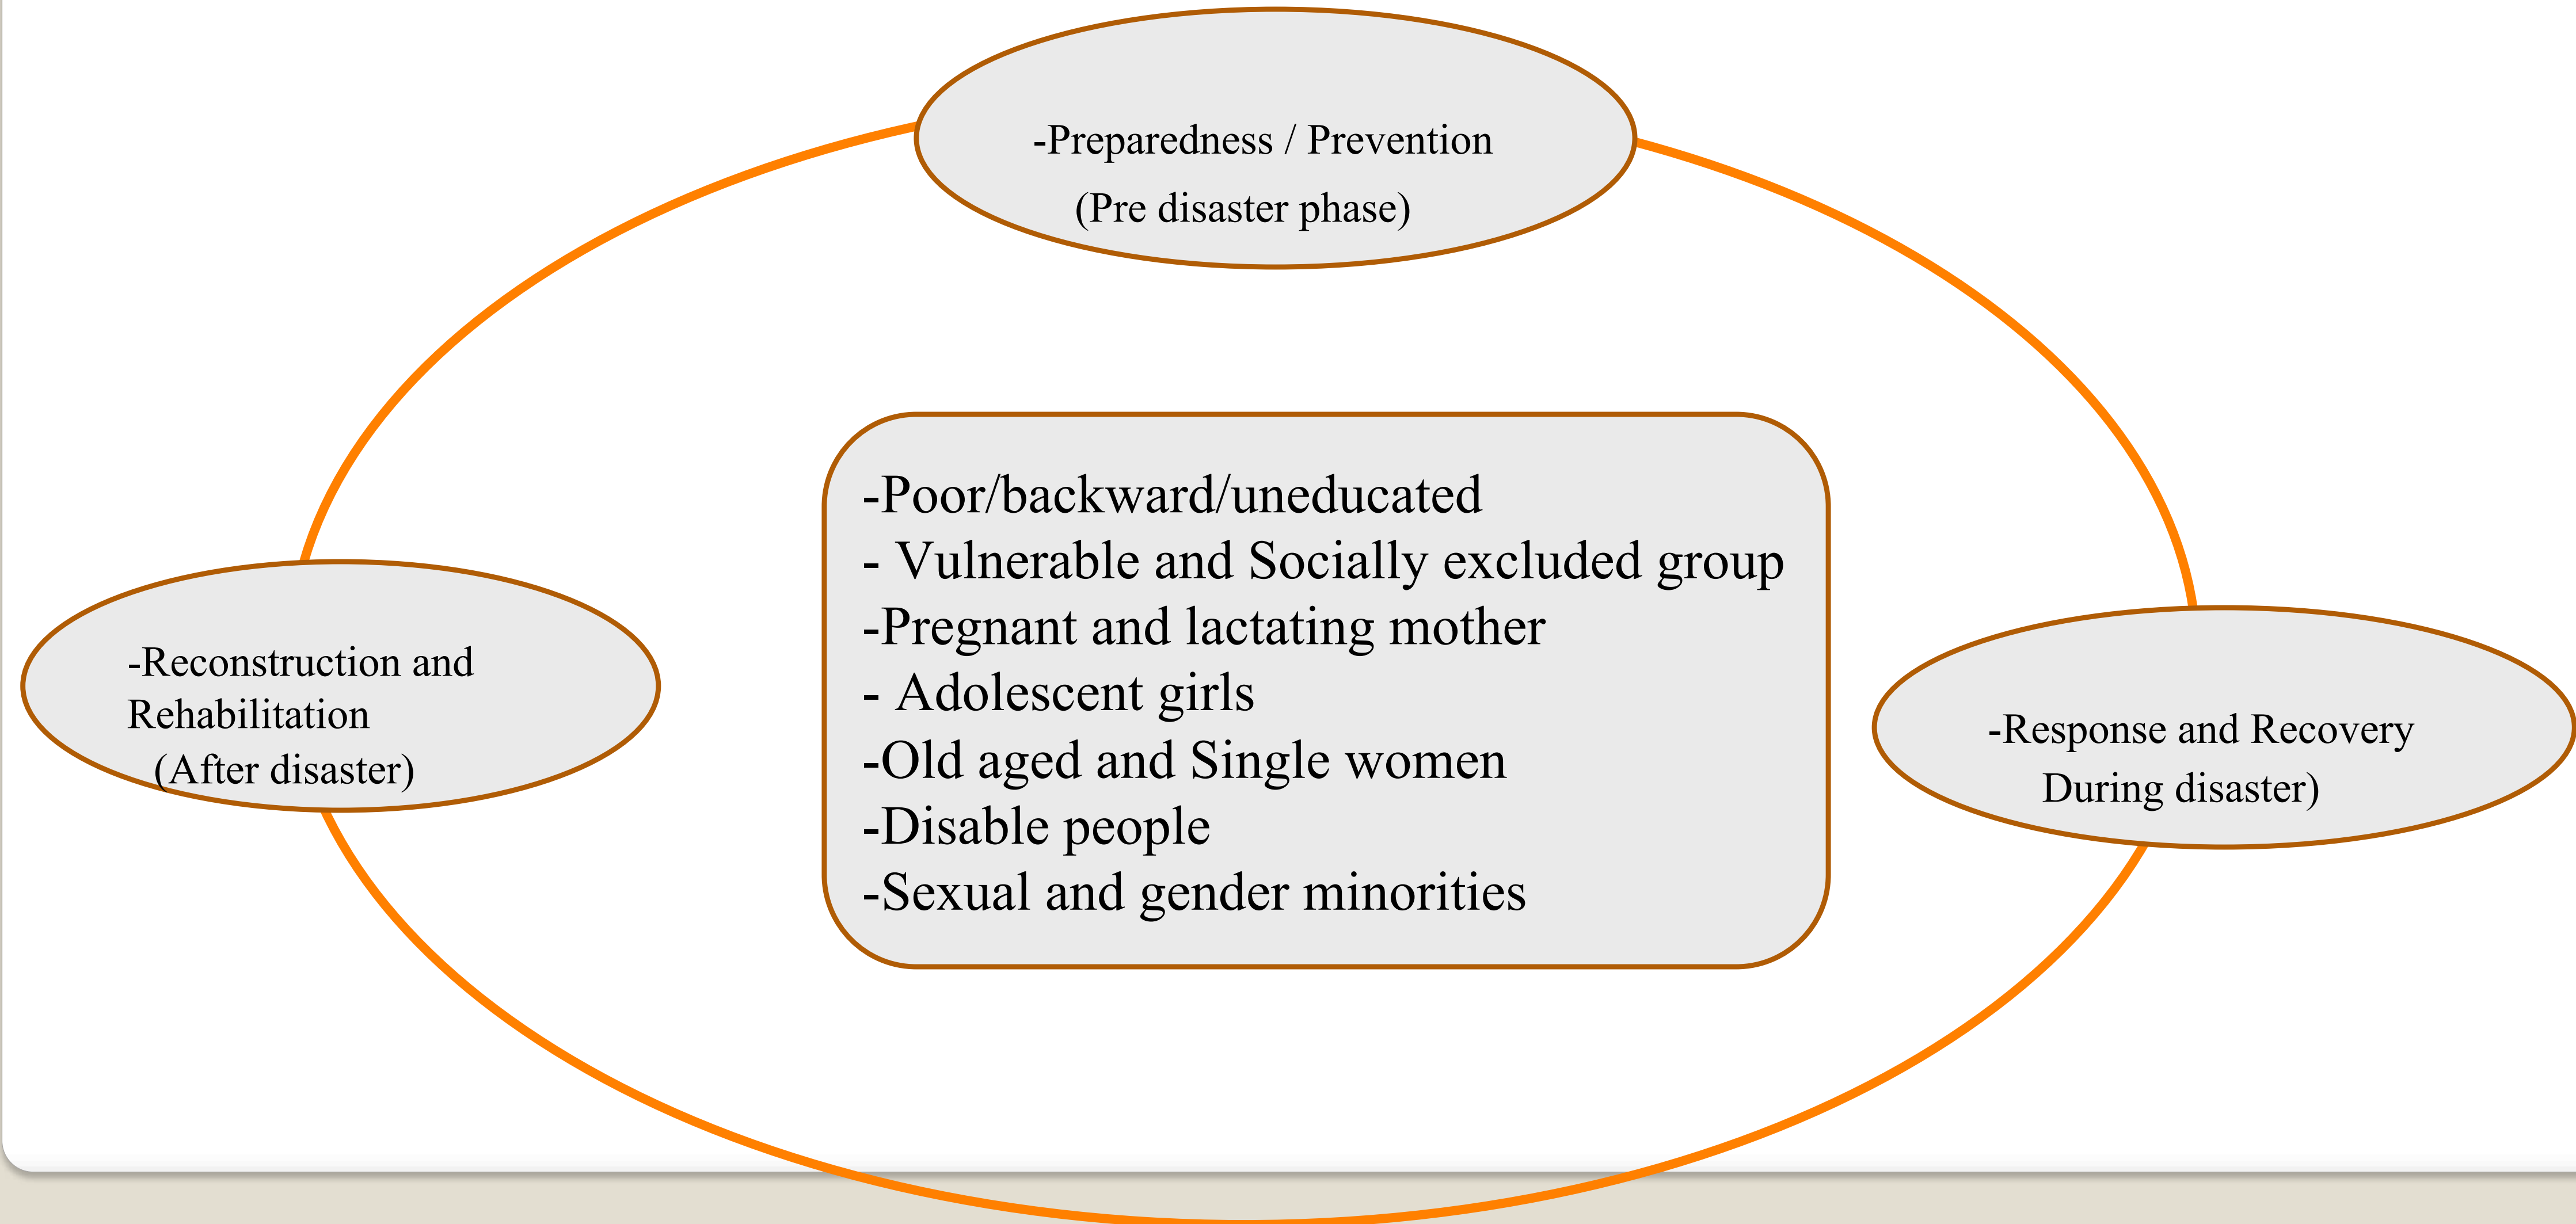 -Preparedness / Prevention
(Pre disaster phase)
-Poor/backward/uneducated
- Vulnerable and Socially excluded group
-Pregnant and lactating mother
- Adolescent girls
-Old aged and Single women
-Disable people
-Sexual and gender minorities
-Reconstruction and
Rehabilitation
(After disaster)
-Response and Recovery
During disaster)